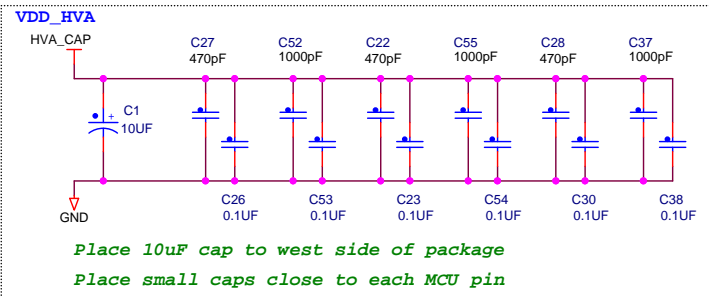 VDD_HVA
HVA_CAP
C27 C52 C22 C55 C28 C37
470pF 1000pF 470pF 1000pF 470pF 1000pF
C1
+
10UF
C26 C53 C23 C54 C30 C38
GND 0.1UF 0.1UF 0.1UF 0.1UF 0.1UF 0.1UF
Place 10uF cap to west side of package
Place small caps close to each MCU pin